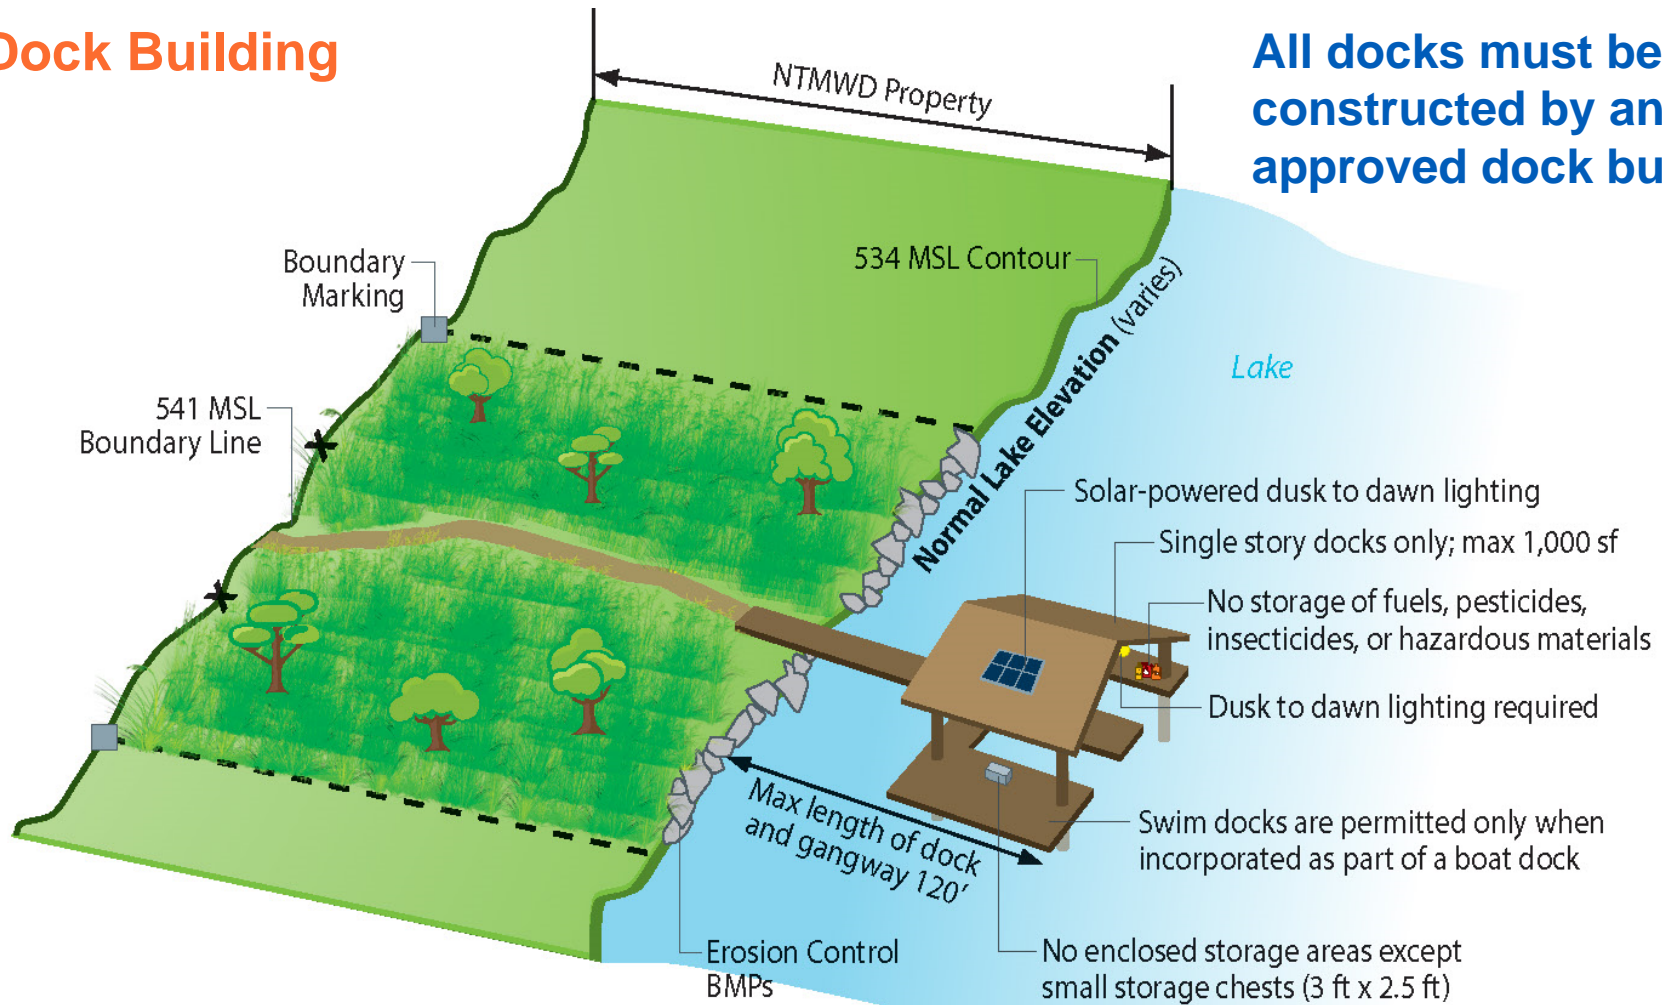 Dock Building
All docks must be
constructed by an
approved dock bu
NTMWD Property
Boundary
Marking
534 MSL Contour
Normal Lake Elevation (varies)
Lake
541 MSL
Boundary Line
Solar-powered dusk to dawn lighting
Single story docks only; max 1,000 sf
No storage of fuels, pesticides,
insecticides, or hazardous materials
Dusk to dawn lighting required
Max length of dock
and gangway 120'
Swim docks are permitted only when
incorporated as part of a boat dock
Erosion Control
BMPs
No enclosed storage areas except
small storage chests (3 ft x 2.5 ft)